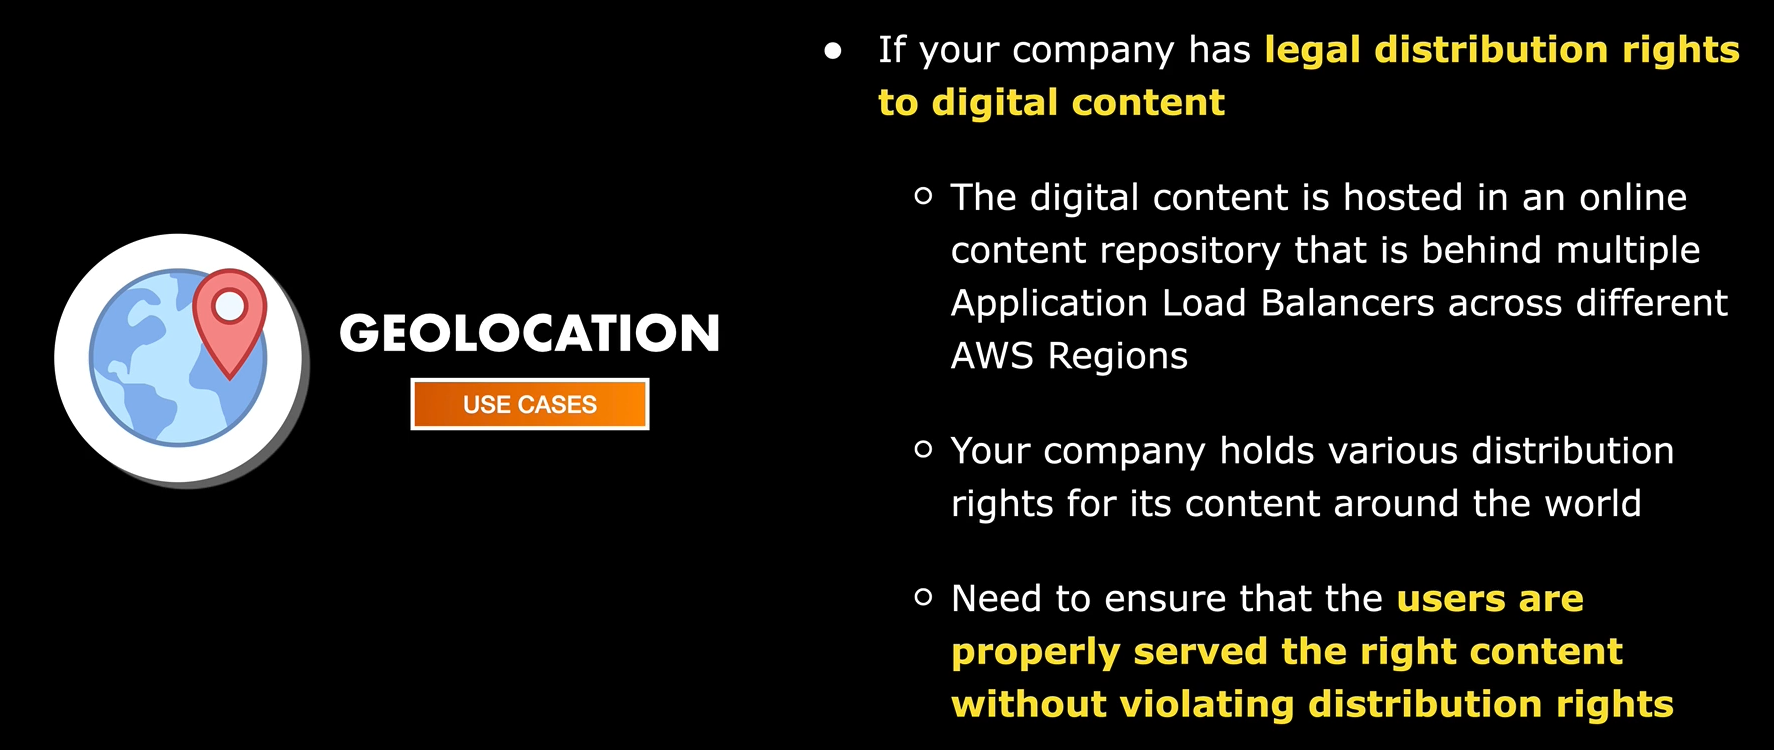 GEOLOCATION
USE CASES
● If your company has legal distribution rights
to digital content
○ The digital content is hosted in an online
content repository that is behind multiple
Application Load Balancers across different
AWS Regions
○ Your company holds various distribution
rights for its content around the world
○ Need to ensure that the users are
properly served the right content
without violating distribution rights